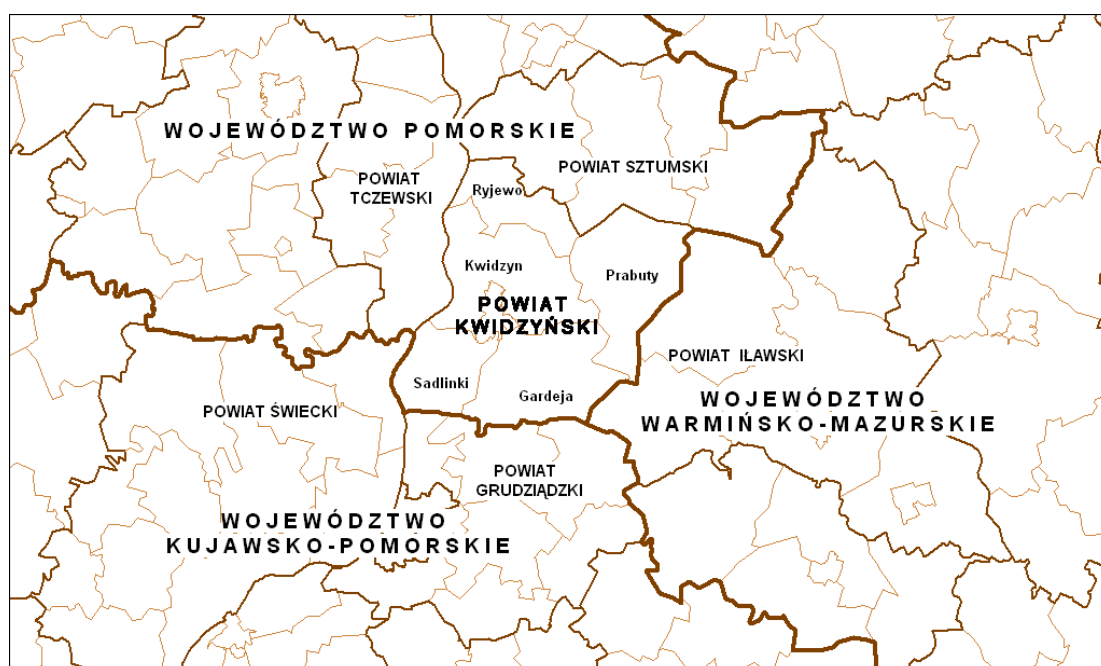 WOJEWÓDZTWO POMORSKIE
POWIAT SZTUMSKI
POWIAT
TCZEWSKI
Ryjewo
Kwidzyn
Prabuty
POWIAT
KWIDZYŃSKI
POWIAT IŁAWSKI
Sadlinki
Gardeja
WOJEWÓDZTWO
WARMIŃSKO-MAZURSKIE
POWIAT ŚWIECKI
POWIAT
GRUDZIĄDZKI
WOJEWÓDZTWO
KUJAWSKO-POMORSKIE